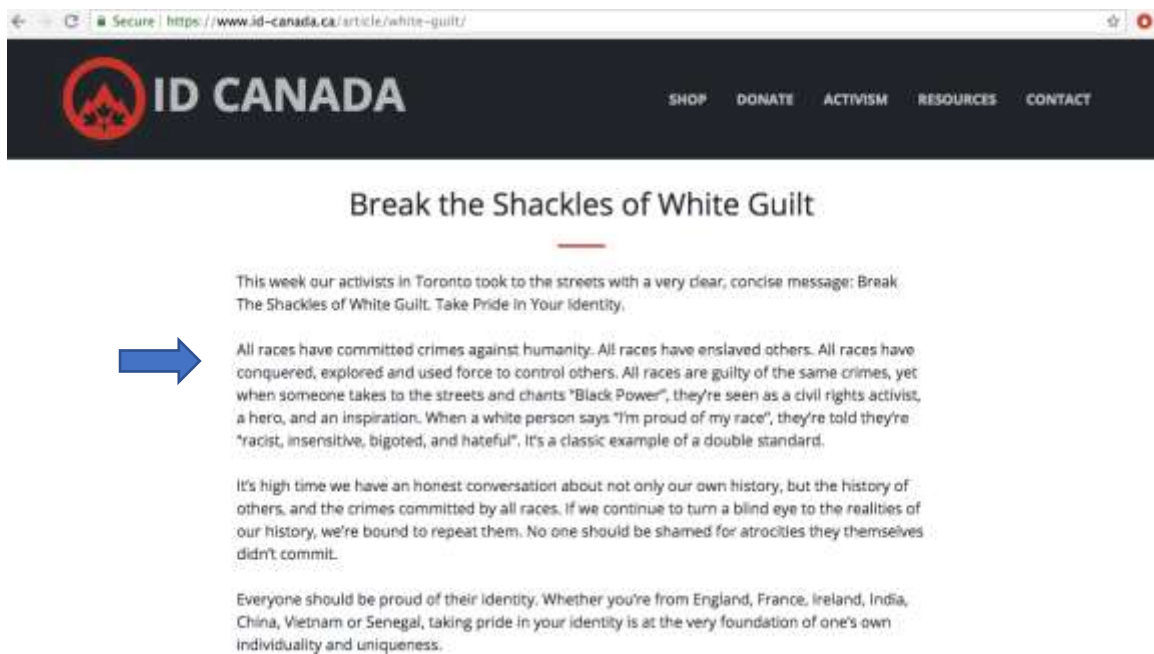 Secure | https://www.id-canada.ca/article/white-guilt/
ID CANADA
SHOP DONATE ACTIVISM RESOURCES CONTACT
Break the Shackles of White Guilt
This week our activists in Toronto took to the streets with a very clear, concise message: Break
The Shackles of White Guilt. Take Pride in Your Identity.
All races have committed crimes against humanity. All races have enslaved others. All races have
conquered, explored and used force to control others. All races are guilty of the same crimes, yet
when someone takes to the streets and chants "Black Power", they're seen as a civil rights activist,
a hero, and an inspiration. When a white person says "I'm proud of my race", they're told they're
"racist, insensitive, bigoted, and hateful". It's a classic example of a double standard.
It's high time we have an honest conversation about not only our own history, but the history of
others, and the crimes committed by all races. If we continue to turn a blind eye to the realities of
our history, we're bound to repeat them. No one should be shamed for atrocities they themselves
didn't commit.
Everyone should be proud of their identity. Whether you're from England, France, Ireland, India,
China, Vietnam or Senegal, taking pride in your identity is at the very foundation of one's own
individuality and uniqueness.